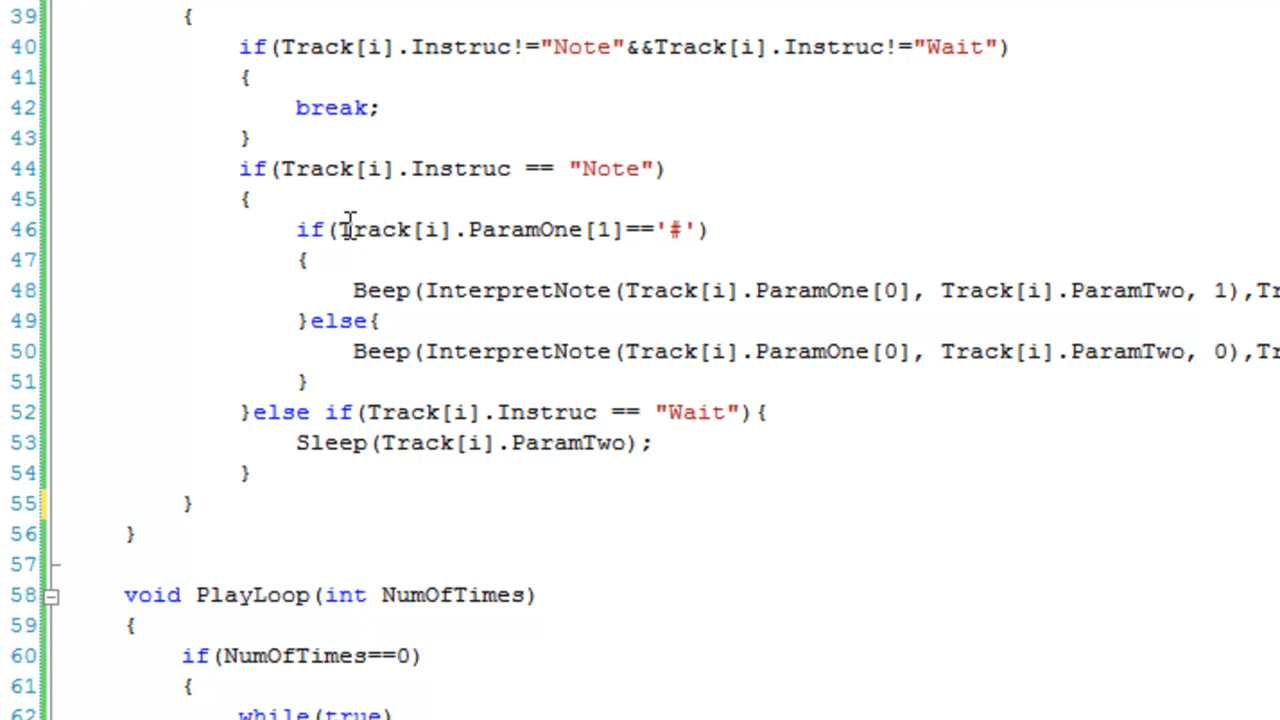 39 {
40 if(Track[i].Instruc!="Note"&&Track[i].Instruc!="Wait")
41 {
42 break;
43 }
44 if(Track[i].Instruc == "Note")
45 {
46 if(Track[i].ParamOne[1]=='#')
47 {
48 Beep(InterpretNote(Track[i].ParamOne[0], Track[i].ParamTwo, 1),Tr
49 }else{
50 Beep(InterpretNote(Track[i].ParamOne[0], Track[i].ParamTwo, 0),Tr
51 }
52 }else if(Track[i].Instruc == "Wait"){
53 Sleep(Track[i].ParamTwo);
54 }
55 }
56 }
57
58 void PlayLoop(int NumOfTimes)
59 {
60 if(NumOfTimes==0)
61 {
62 while(true)